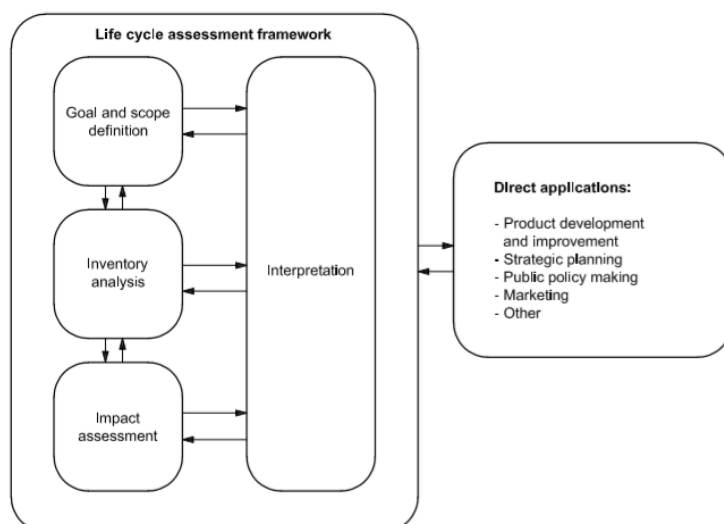 Life cycle assessment framework
Goal and scope
definition
Inventory
analysis
Impact
assessment
Interpretation
Direct applications:
- Product development
and improvement
- Strategic planning
- Public policy making
- Marketing
- Other